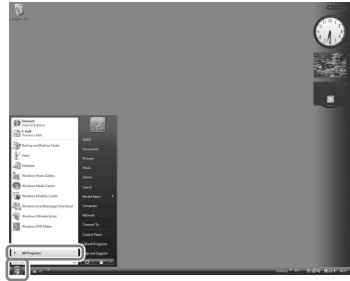 Internet
Internet Explorer
E-mail
Windows Mail
Backup and Restore Center
Paint
Notepad
Windows Photo Gallery
Windows Media Center
Windows Mobility Center
Windows Live Messenger Download
Windows Ultimate Extras
Windows DVD Maker
All Programs
Documents
Pictures
Music
Games
Search
Recent Items
Computer
Network
Connect To
Control Panel
Default Programs
Help and Support